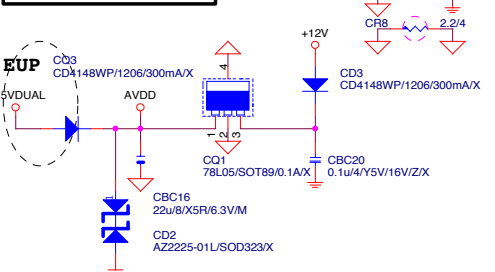 CR8 2.2/4
+12V
EUP CQ3
CD4148WP/1206/300mA/X
5VDUAL AVDD
4
CD3
CD4148WP/1206/300mA/X
1 2 3
CQ1
78L05/SOT89/0.1A/X
CBC20
0.1u/4/Y5V/16V/Z/X
1
CBC16
22u/8/X5R/6.3V/M
CD2
AZ2225-01L/SOD323/X